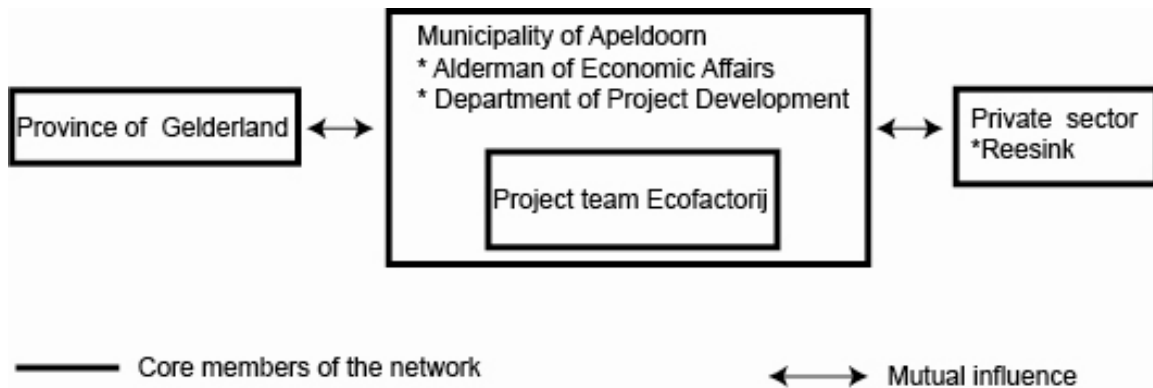 Municipality of Apeldoorn
* Alderman of Economic Affairs
* Department of Project Development
Province of Gelderland
Private sector
*Reesink
Project team Ecofactorij
Core members of the network
Mutual influence